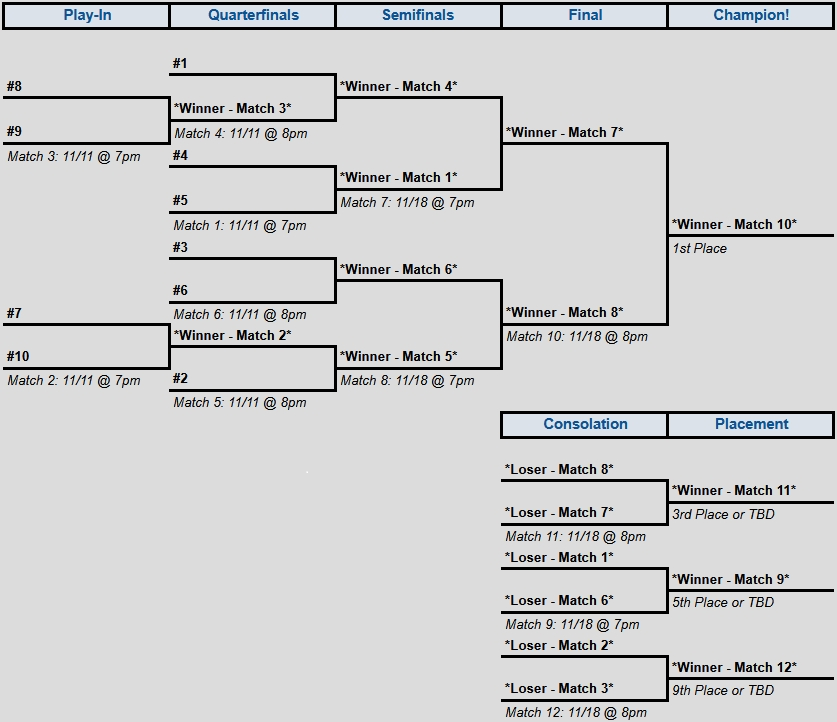 Play-In Quarterfinals Semifinals Final Champion!
#1
#8
*Winner - Match 4*
*Winner - Match 3*
#9
Match 4: 11/11 @ 8pm
*Winner - Match 7*
Match 3: 11/11 @ 7pm
#4
*Winner - Match 1*
#5
Match 7: 11/18 @ 7pm
Match 1: 11/11 @ 7pm
*Winner - Match 10*
#3
1st Place
*Winner - Match 6*
#6
#7
Match 6: 11/11 @ 8pm
*Winner - Match 8*
*Winner - Match 2*
Match 10: 11/18 @ 8pm
#10
*Winner - Match 5*
Match 2: 11/11 @ 7pm
#2
Match 8: 11/18 @ 7pm
Match 5: 11/11 @ 8pm
Consolation Placement
*Loser - Match 8*
*Winner - Match 11*
*Loser - Match 7*
3rd Place or TBD
Match 11: 11/18 @ 8pm
*Loser - Match 1*
*Winner - Match 9*
*Loser - Match 6*
5th Place or TBD
Match 9: 11/18 @ 7pm
*Loser - Match 2*
*Winner - Match 12*
*Loser - Match 3*
9th Place or TBD
Match 12: 11/18 @ 8pm